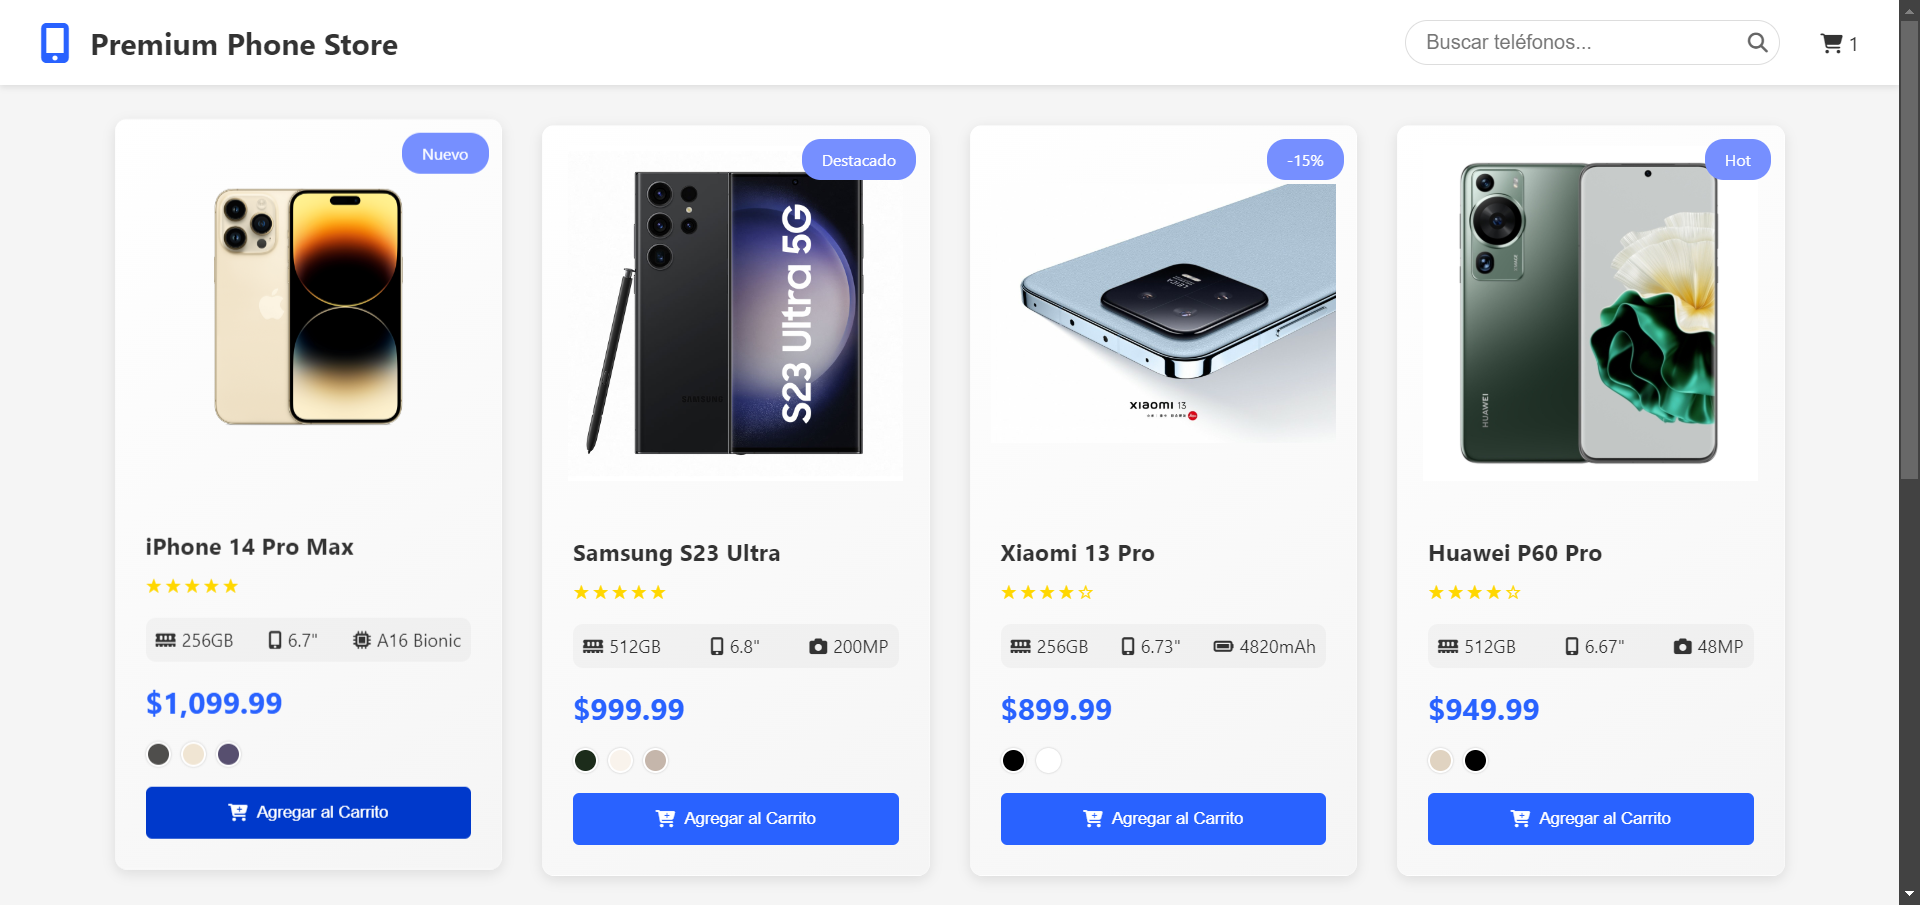 Premium Phone Store
Buscar teléfonos...
1
Nuevo
iPhone 14 Pro Max
256GB 6.7" A16 Bionic
$1,099.99
Agregar al Carrito
Destacado
S23 Ultra 5G
SAMSUNG
Samsung S23 Ultra
512GB 6.8" 200MP
$999.99
Agregar al Carrito
-15%
LEICA
xiaomi 13
Xiaomi 13 Pro
256GB 6.73" 4820mAh
$899.99
Agregar al Carrito
Hot
HUAWEI
Huawei P60 Pro
512GB 6.67" 48MP
$949.99
Agregar al Carrito